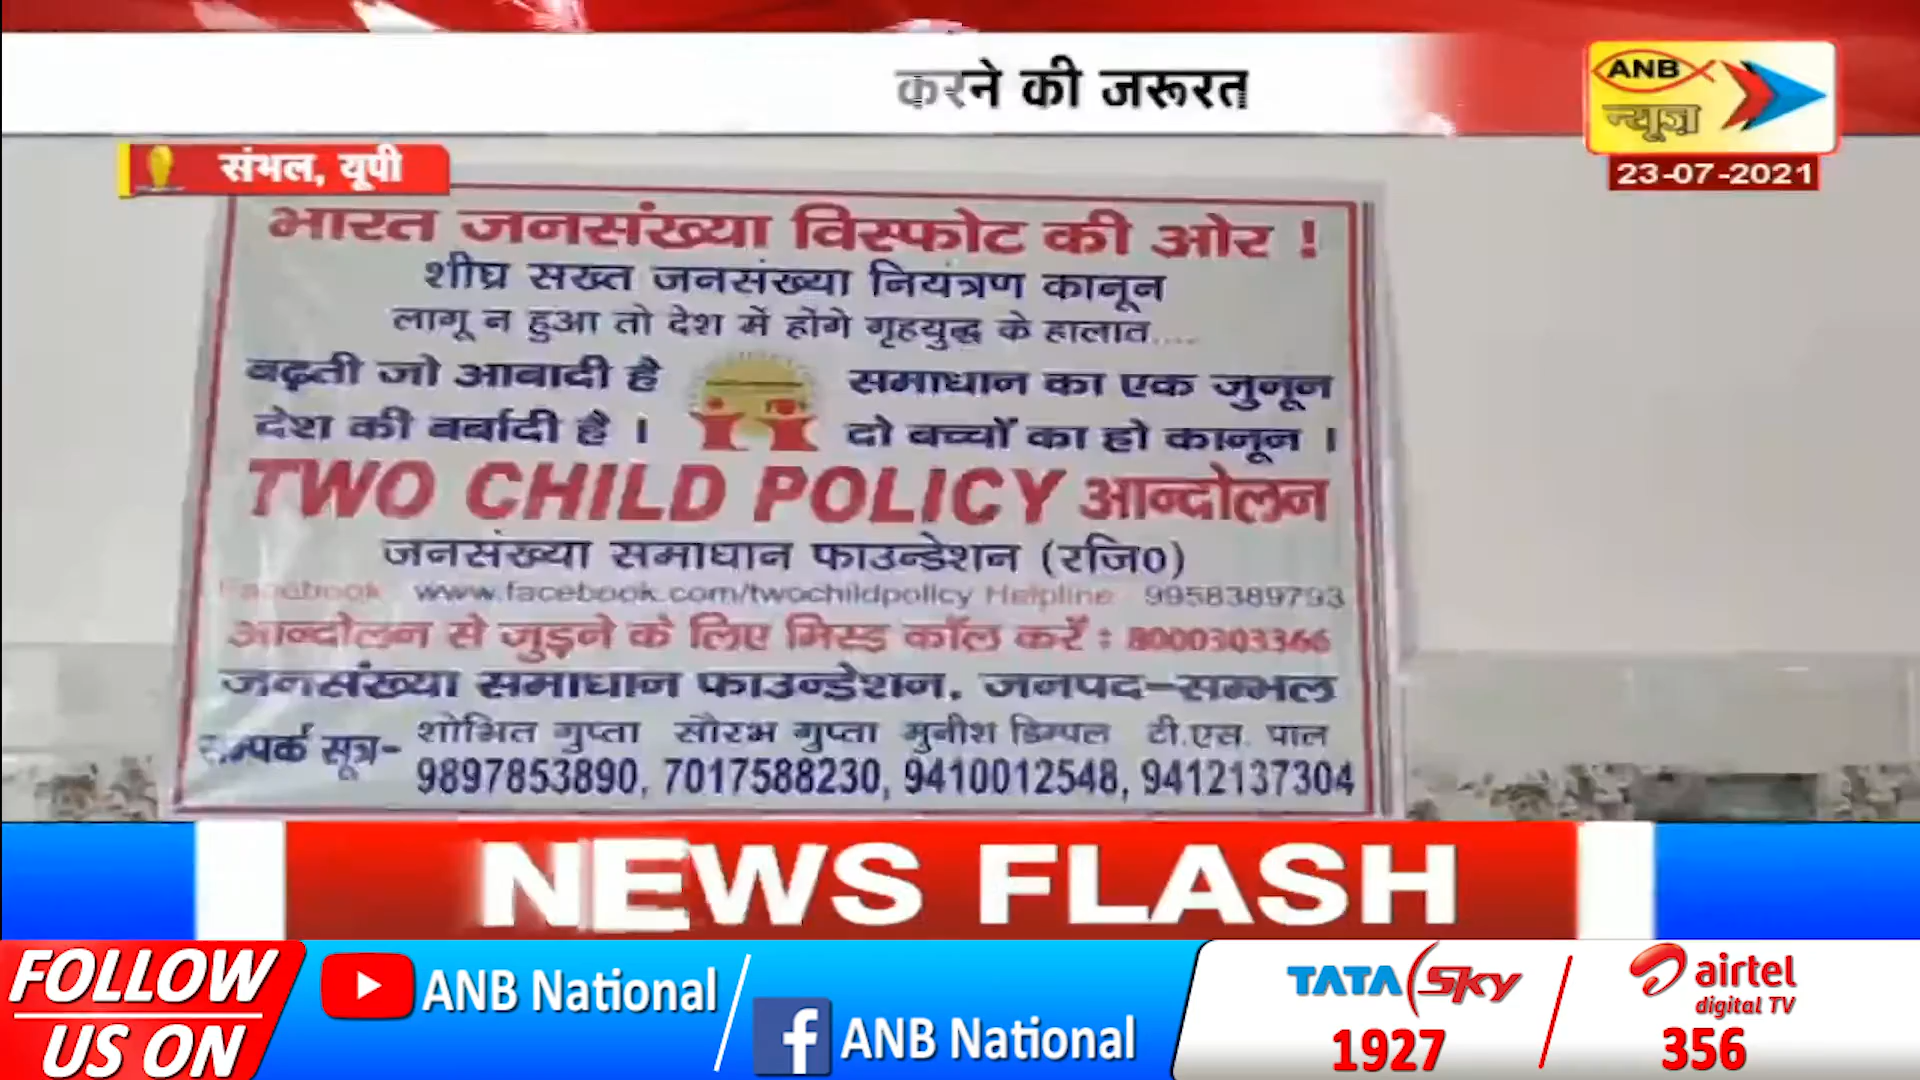 करने की जरूरत
ANB
न्यूज़
23-07-2021
संभल, यूपी
भारत जनसंख्या विस्फोट की ओर !
शीघ्र सख्त जनसंख्या नियंत्रण कानून
लागू न हुआ तो देश में होंगे गृहयुद्ध के हालात....
बढ़ती जो आबादी है
देश की बर्बादी है ।
समाधान का एक जुनून
दो बच्चों का हो कानून ।
TWO CHILD POLICY आन्दोलन
जनसंख्या समाधान फाउन्डेशन (रजि0)
Facebook www.facebook.com/twochildpolicy Helpline 9958389793
आन्दोलन से जुड़ने के लिए मिस्ड कॉल करें : 8000303366
जनसंख्या समाधान फाउन्डेशन, जनपद-सम्भल
सम्पर्क सूत्र- शोभित गुप्ता सौरभ गुप्ता मुनीश डिम्पल टी.एस. पाल
9897853890, 7017588230, 9410012548, 9412137304
NEWS FLASH
FOLLOW US ON
ANB National
ANB National
TATA Sky
1927
airtel
digital TV
356